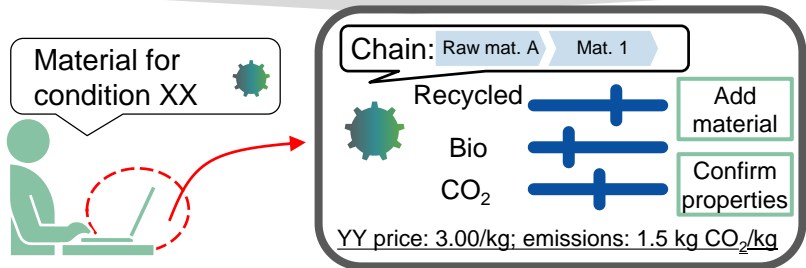 Material for
condition XX
Chain: Raw mat. A Mat. 1
Recycled
Bio
CO₂
Add
material
Confirm
properties
YY price: 3.00/kg; emissions: 1.5 kg CO₂/kg